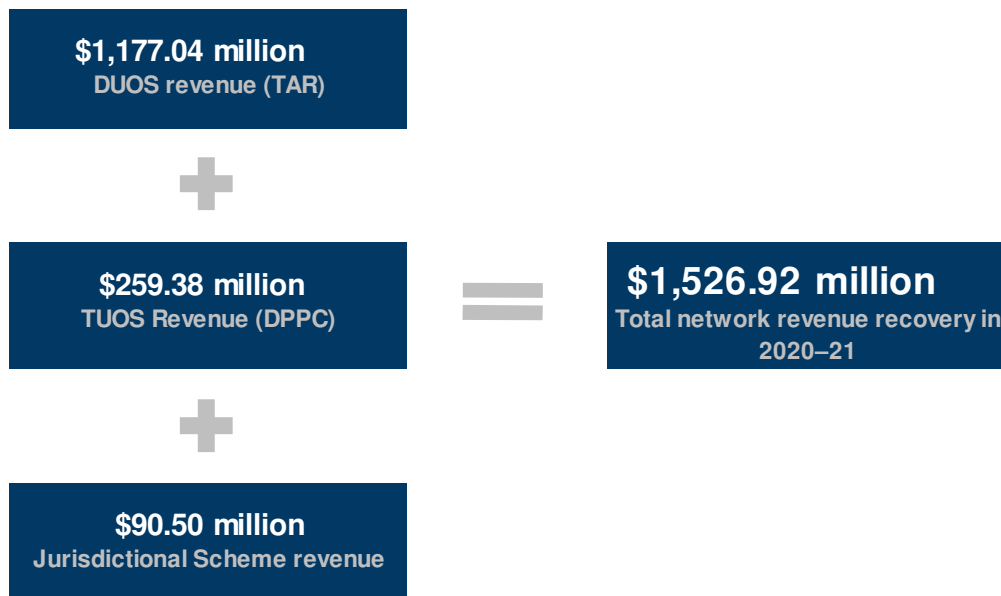 $1,177.04 million
DUOS revenue (TAR)
$259.38 million
TUOS Revenue (DPPC)
$1,526.92 million
Total network revenue recovery in
2020–21
$90.50 million
Jurisdictional Scheme revenue